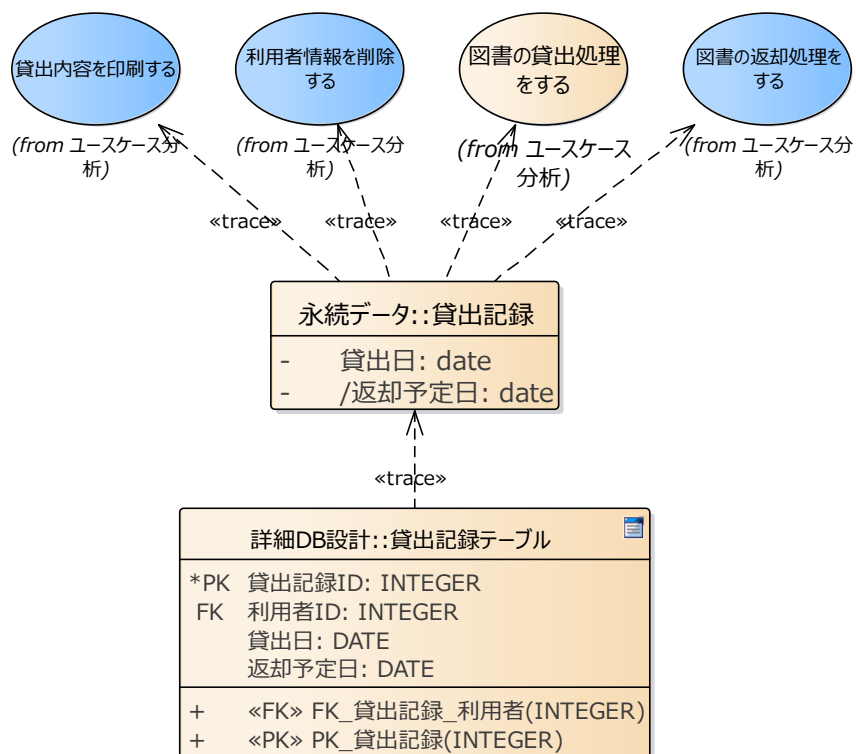 貸出内容を印刷する
利用者情報を削除
する
図書の貸出処理
をする
図書の返却処理を
する
(from ユースケース分
析)
(from ユースケース分
析)
(from ユースケース
分析)
(from ユースケース分
析)
«trace»
«trace»
«trace»
«trace»
永続データ::貸出記録
- 貸出日: date
- /返却予定日: date
«trace»
詳細DB設計::貸出記録テーブル
*PK 貸出記録ID: INTEGER
FK 利用者ID: INTEGER
貸出日: DATE
返却予定日: DATE
+ «FK» FK_貸出記録_利用者(INTEGER)
+ «PK» PK_貸出記録(INTEGER)